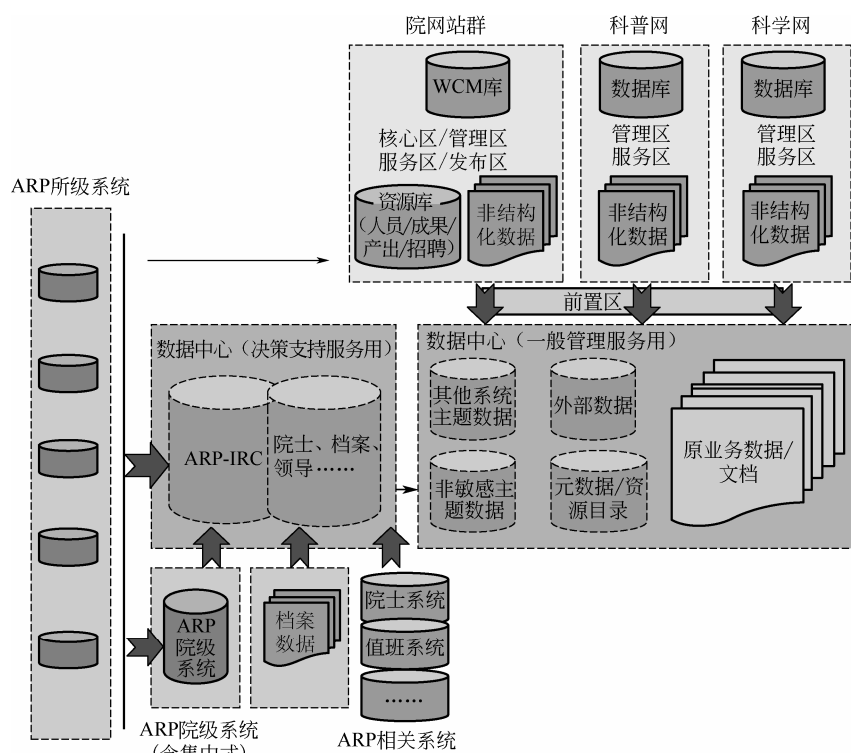 院网站群
科普网
科学网
WCM库
数据库
数据库
核心区/管理区
服务区/发布区
管理区
服务区
管理区
服务区
ARP所级系统
资源库
(人员/成果/
产出/招聘)
非结构
化数据
非结构
化数据
非结构
化数据
前置区
数据中心(决策支持服务用)
数据中心(一般管理服务用)
ARP-IRC
院士、档案、
领导……
其他系统
主题数据
外部数据
非敏感主
题数据
元数据/资
源目录
原业务数据/
文档
ARP
院级
系统
档案
数据
院士系统
值班系统
……
ARP院级系统
(含集中式)
ARP相关系统